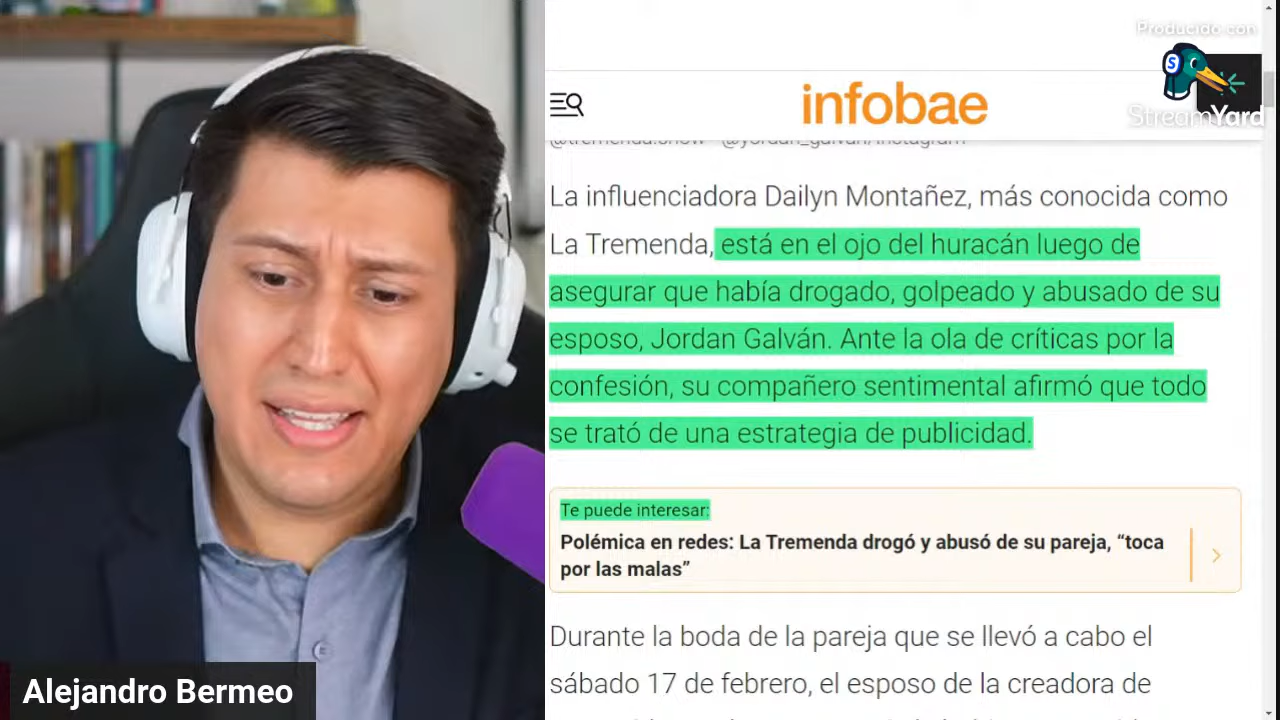 Producido con
StreamYard
infobae
@tremenda.show - @yordan_galvan/Instagram
La influenciadora Dailyn Montañez, más conocida como
La Tremenda, está en el ojo del huracán luego de
asegurar que había drogado, golpeado y abusado de su
esposo, Jordan Galván. Ante la ola de críticas por la
confesión, su compañero sentimental afirmó que todo
se trató de una estrategia de publicidad.
Te puede interesar:
Polémica en redes: La Tremenda drogó y abusó de su pareja, “toca
por las malas”
Durante la boda de la pareja que se llevó a cabo el
sábado 17 de febrero, el esposo de la creadora de
Alejandro Bermeo